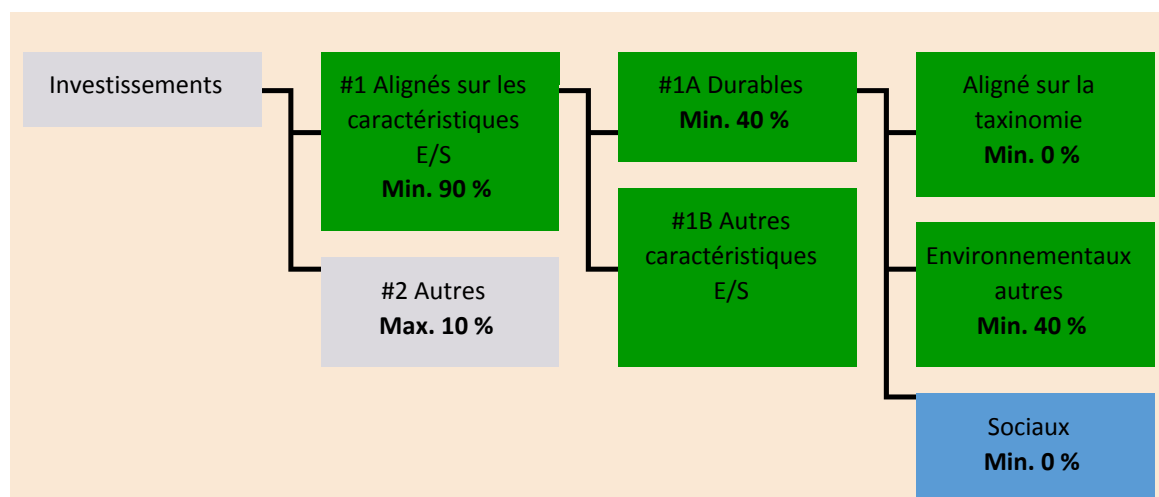 Investissements
#1 Alignés sur les
caractéristiques
E/S
Min. 90 %
#2 Autres
Max. 10 %
#1A Durables
Min. 40 %
#1B Autres
caractéristiques
E/S
Aligné sur la
taxinomie
Min. 0 %
Environnementaux
autres
Min. 40 %
Sociaux
Min. 0 %